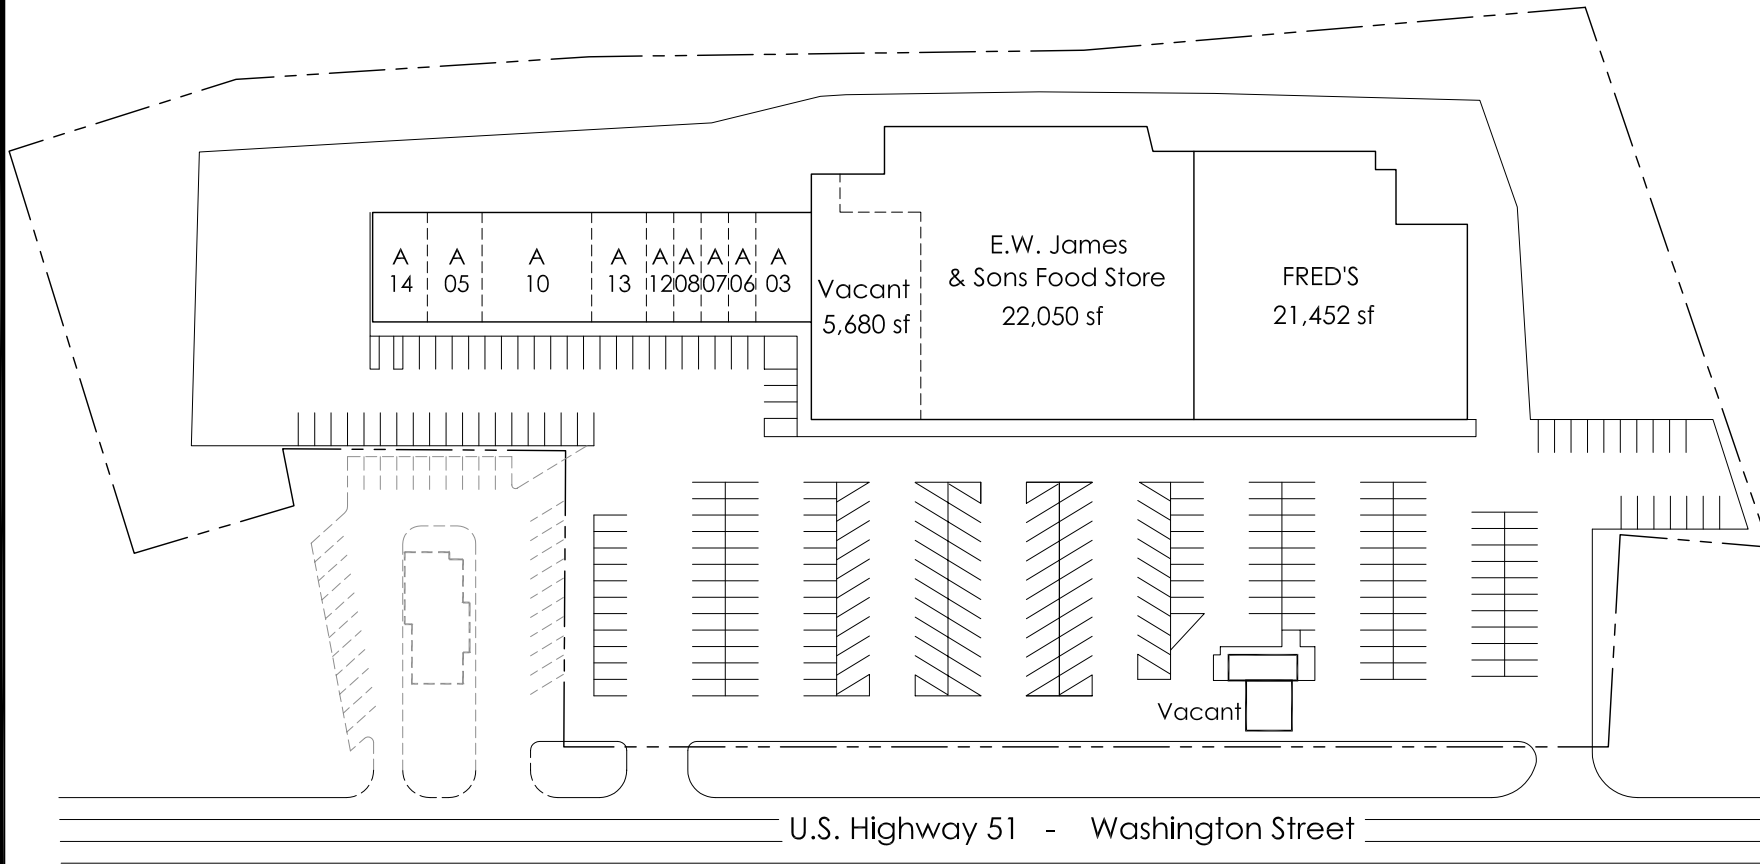 A
14
A
05
A
10
A
13
A
12
A
08
A
07
A
06
A
03
Vacant
5,680 sf
E.W. James
& Sons Food Store
22,050 sf
FRED'S
21,452 sf
Vacant
U.S. Highway 51 - Washington Street